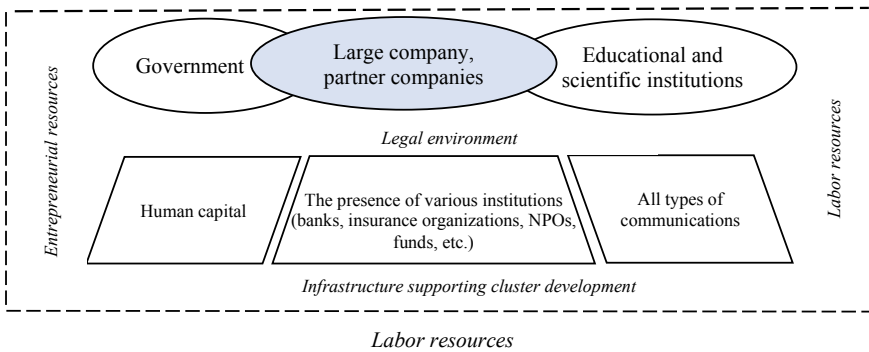 Government
Large company,
partner companies
Educational and
scientific institutions
Entrepreneurial resources
Legal environment
Labor resources
Human capital
The presence of various institutions
(banks, insurance organizations, NPOs,
funds, etc.)
All types of
communications
Infrastructure supporting cluster development
Labor resources